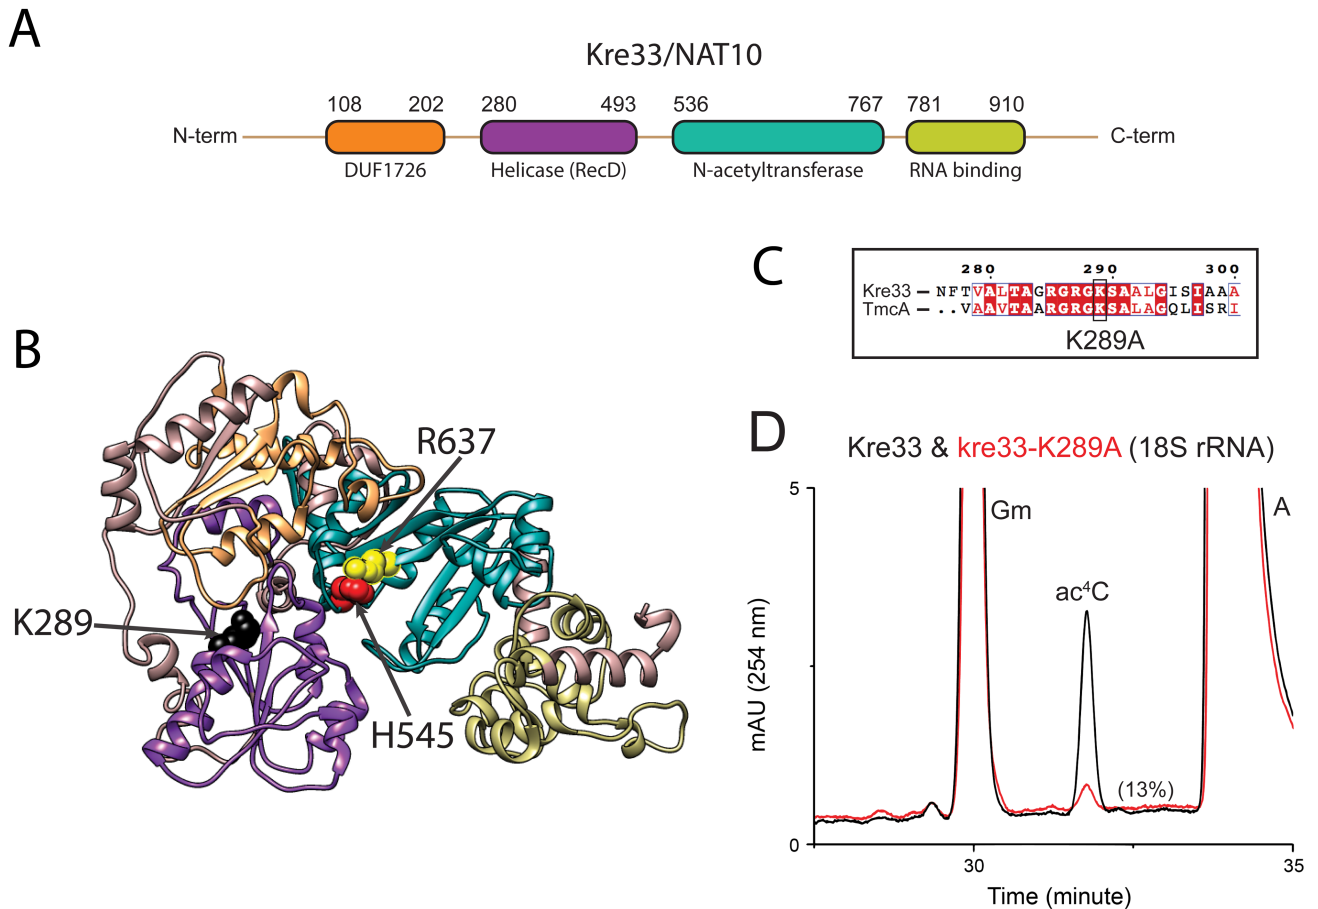 A
Kre33/NAT10
108 202 280 493 536 767 781 910
N-term C-term
DUF1726 Helicase (RecD) N-acetyltransferase RNA binding
B
R637
K289
H545
C
280 290 300
Kre33 NFTVALTAGRGRGKSAALGISIAAA
TmcA ..VAAVTAARGRGKSALAGQLISRI
K289A
D
Kre33 & kre33-K289A (18S rRNA)
5
Gm
A
ac⁴C
(13%)
mAU (254 nm)
0
30 35
Time (minute)